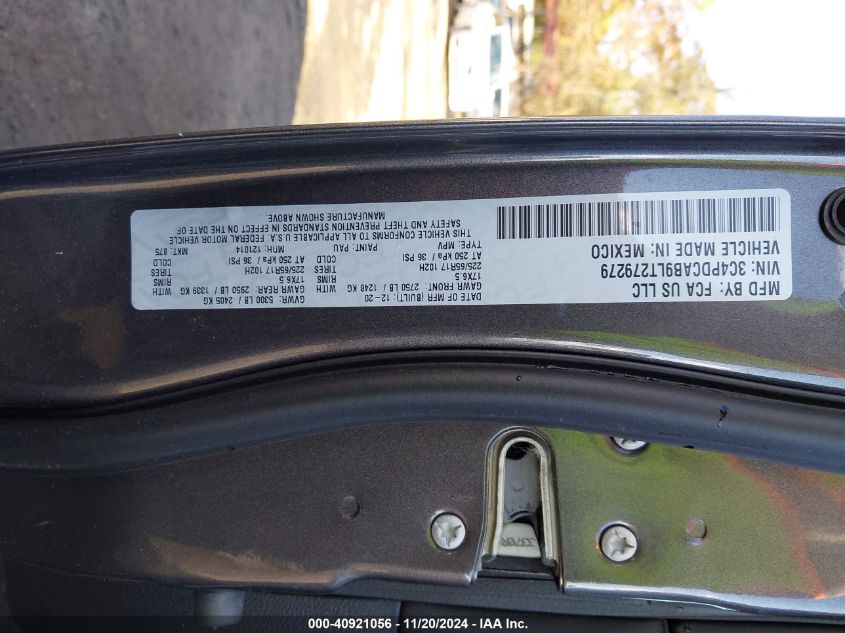 MFD BY: FCA US LLC
DATE OF MFR (BUILT): 12-20
GVWR: 5300 LB / 2405 KG
GAWR FRONT: 2750 LB / 1248 KG WITH
GAWR REAR: 2950 LB / 1339 KG WITH
17X6.5 RIMS
17X6.5 RIMS
225/65R17 102H TIRES
225/65R17 102H TIRES
AT 250 kPa / 36 PSI COLD
AT 250 kPa / 36 PSI COLD
VIN: 3C4PDCAB9LT279279
TYPE: MPV
PAINT: PAU
MPH: 121014
MKT: 875
VEHICLE MADE IN: MEXICO
THIS VEHICLE CONFORMS TO ALL APPLICABLE U.S.A. FEDERAL MOTOR VEHICLE
SAFETY AND THEFT PREVENTION STANDARDS IN EFFECT ON THE DATE OF
MANUFACTURE SHOWN ABOVE.
000-40921056 — 11/20/2024 — IAA Inc.